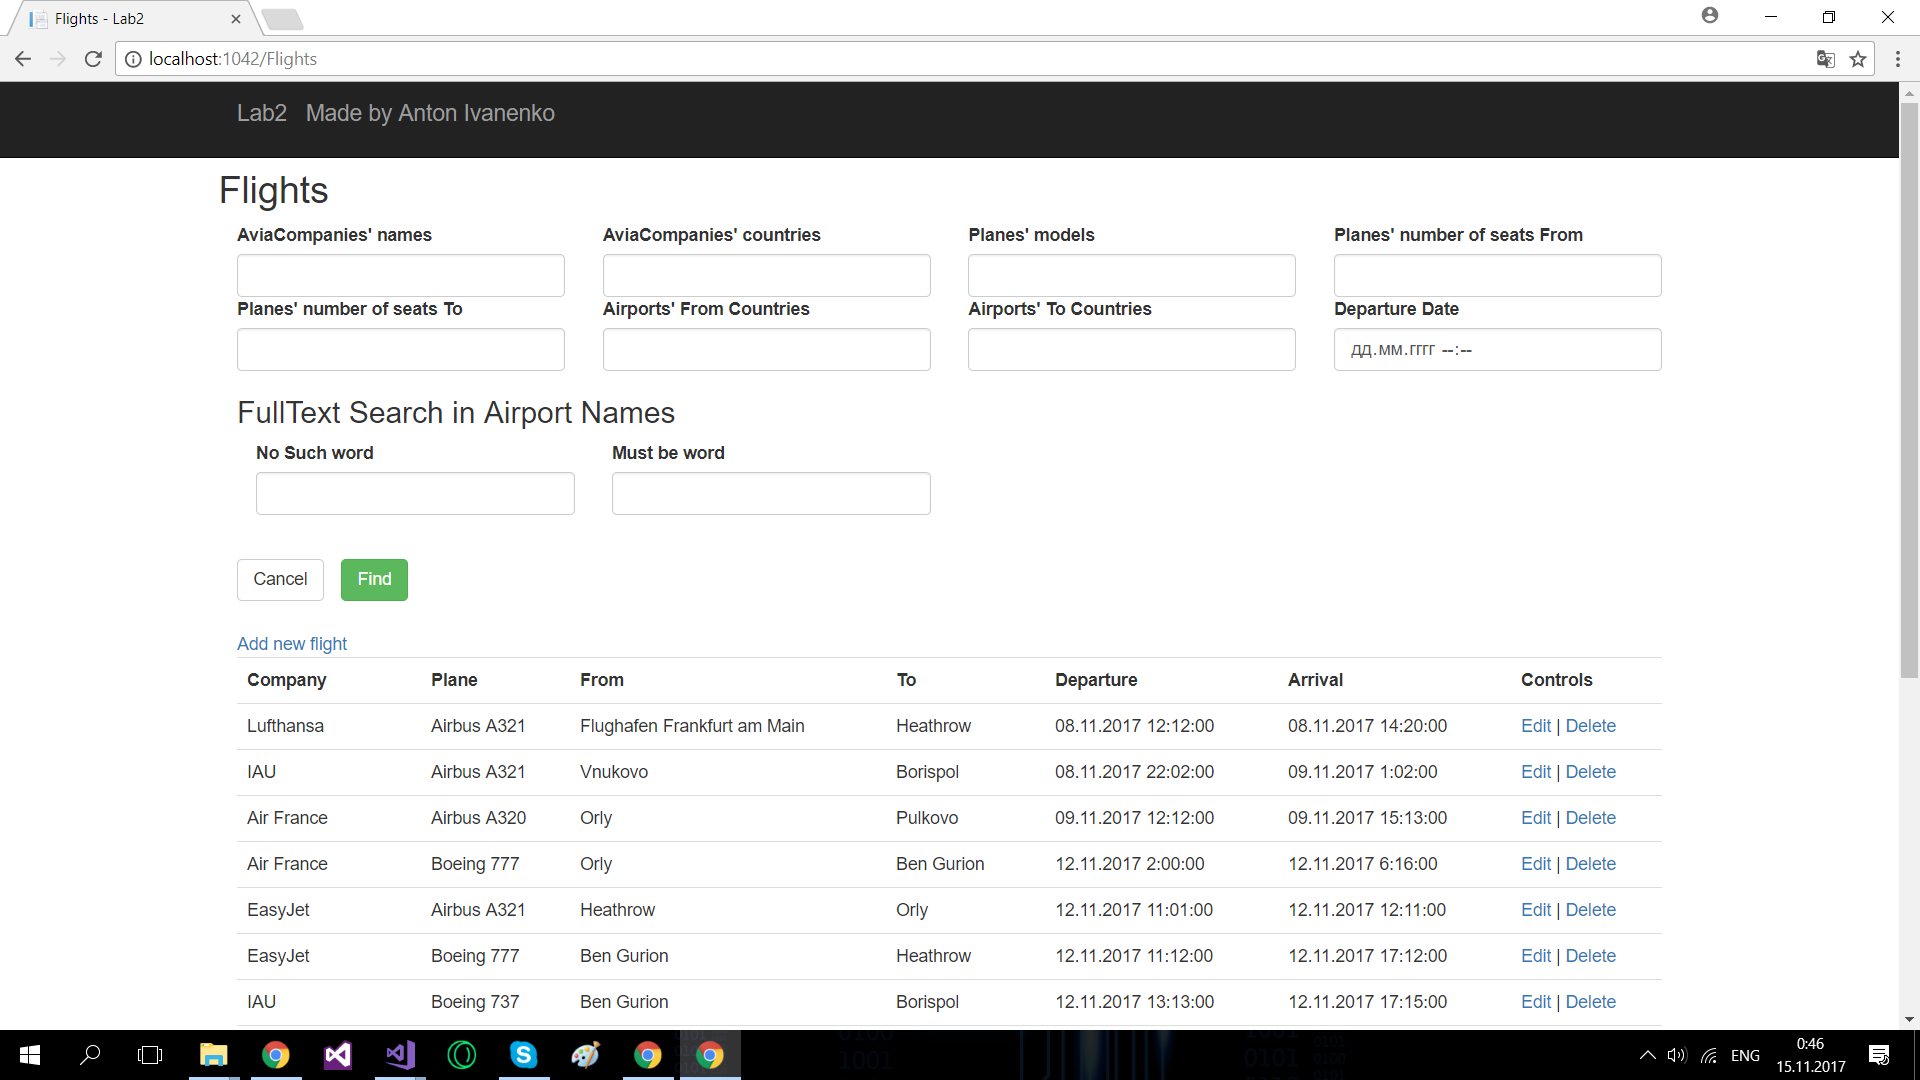 Flights - Lab2
localhost:1042/Flights
Lab2 Made by Anton Ivanenko
Flights
AviaCompanies' names AviaCompanies' countries Planes' models Planes' number of seats From
Planes' number of seats To Airports' From Countries Airports' To Countries Departure Date
дд.мм.гггг --:--
FullText Search in Airport Names
No Such word Must be word
Cancel Find
Add new flight
Company Plane From To Departure Arrival Controls
Lufthansa Airbus A321 Flughafen Frankfurt am Main Heathrow 08.11.2017 12:12:00 08.11.2017 14:20:00 Edit | Delete
IAU Airbus A321 Vnukovo Borispol 08.11.2017 22:02:00 09.11.2017 1:02:00 Edit | Delete
Air France Airbus A320 Orly Pulkovo 09.11.2017 12:12:00 09.11.2017 15:13:00 Edit | Delete
Air France Boeing 777 Orly Ben Gurion 12.11.2017 2:00:00 12.11.2017 6:16:00 Edit | Delete
EasyJet Airbus A321 Heathrow Orly 12.11.2017 11:01:00 12.11.2017 12:11:00 Edit | Delete
EasyJet Boeing 777 Ben Gurion Heathrow 12.11.2017 11:12:00 12.11.2017 17:12:00 Edit | Delete
IAU Boeing 737 Ben Gurion Borispol 12.11.2017 13:13:00 12.11.2017 17:15:00 Edit | Delete
ENG 0:46
15.11.2017